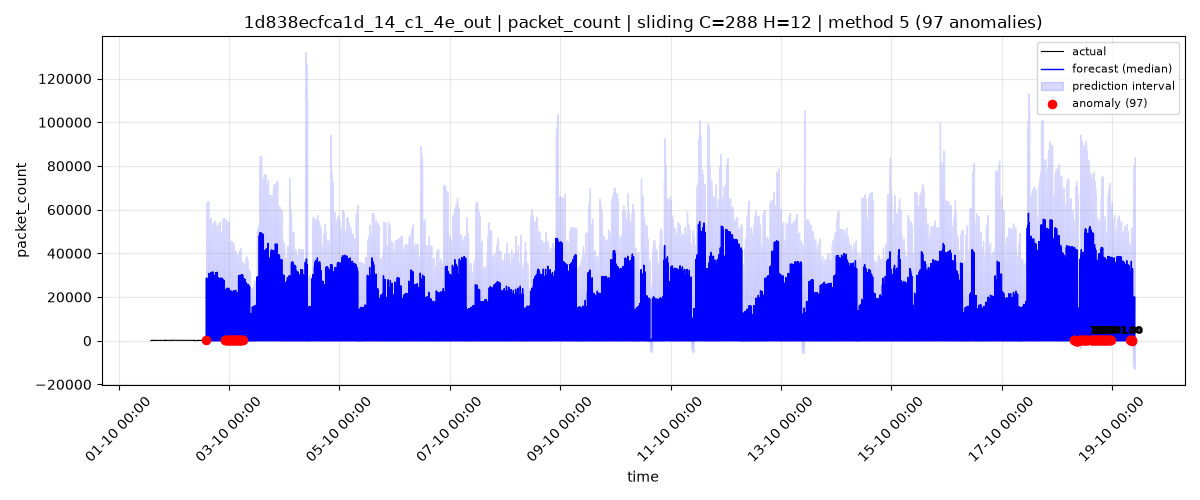 1d838ecfca1d_14_c1_4e_out | packet_count | sliding C=288 H=12 | method 5 (97 anomalies)
actual
forecast (median)
prediction interval
anomaly (97)
packet_count
120000
100000
80000
60000
40000
20000
0
−20000
01-10 00:00
03-10 00:00
05-10 00:00
07-10 00:00
09-10 00:00
11-10 00:00
13-10 00:00
15-10 00:00
17-10 00:00
19-10 00:00
time